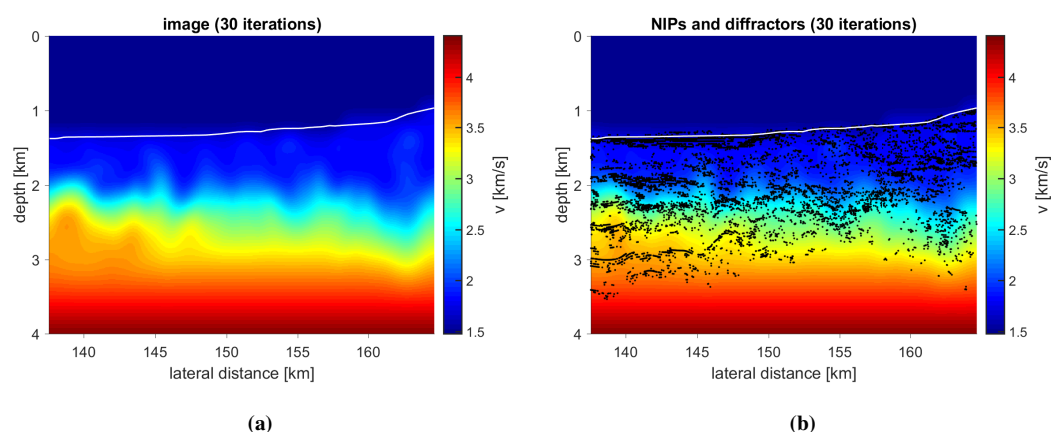 image (30 iterations)
0
1
2
3
4
depth [km]
140 145 150 155 160
lateral distance [km]
4
3.5
3
2.5
2
1.5
v [km/s]
(a)
NIPs and diffractors (30 iterations)
0
1
2
3
4
depth [km]
140 145 150 155 160
lateral distance [km]
4
3.5
3
2.5
2
1.5
v [km/s]
(b)